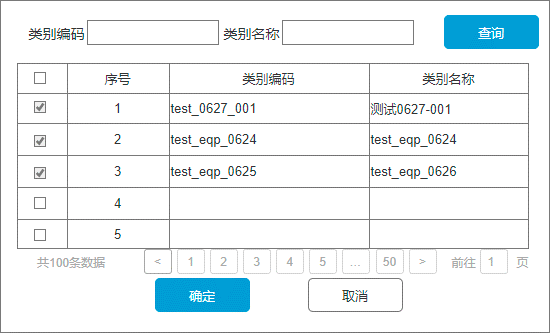 类别编码 类别名称 查询
序号 类别编码 类别名称
1 test_0627_001 测试0627-001
2 test_eqp_0624 test_eqp_0624
3 test_eqp_0625 test_eqp_0626
4
5
共100条数据 < 1 2 3 4 5 ... 50 > 前往 1 页
确定 取消